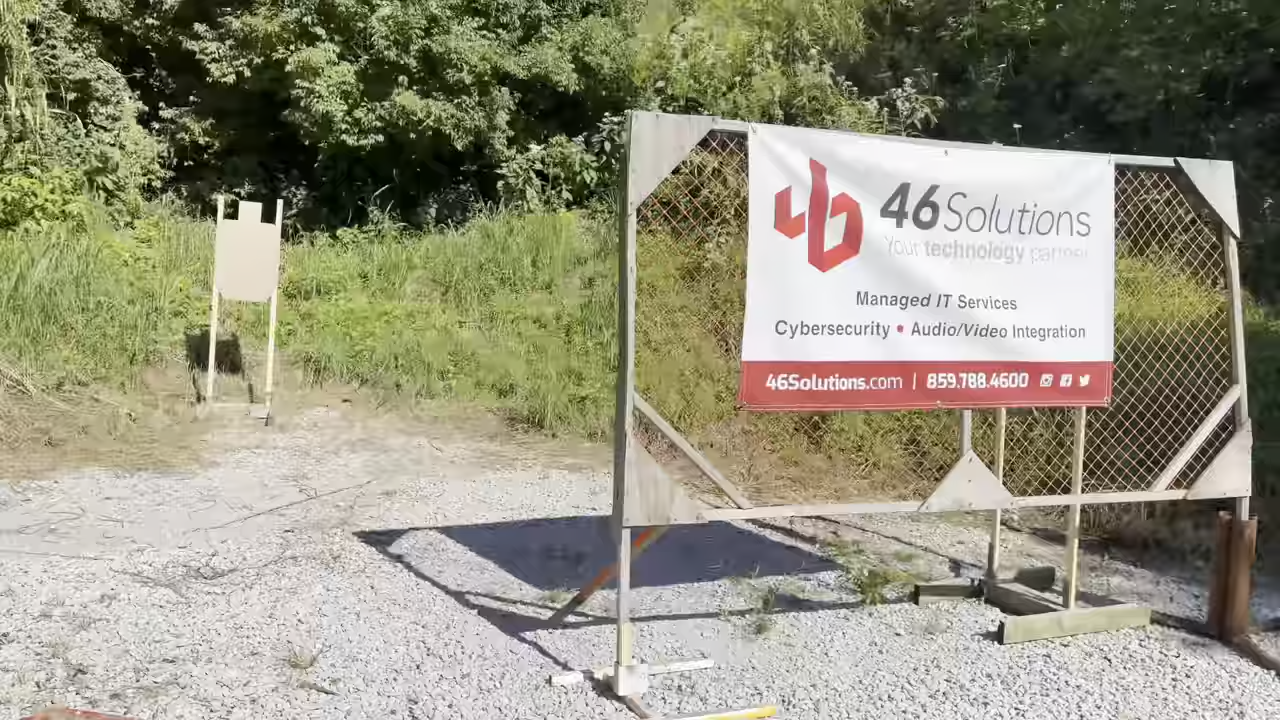 46Solutions
Your technology partner
Managed IT Services
Cybersecurity • Audio/Video Integration
46Solutions.com | 859.788.4600